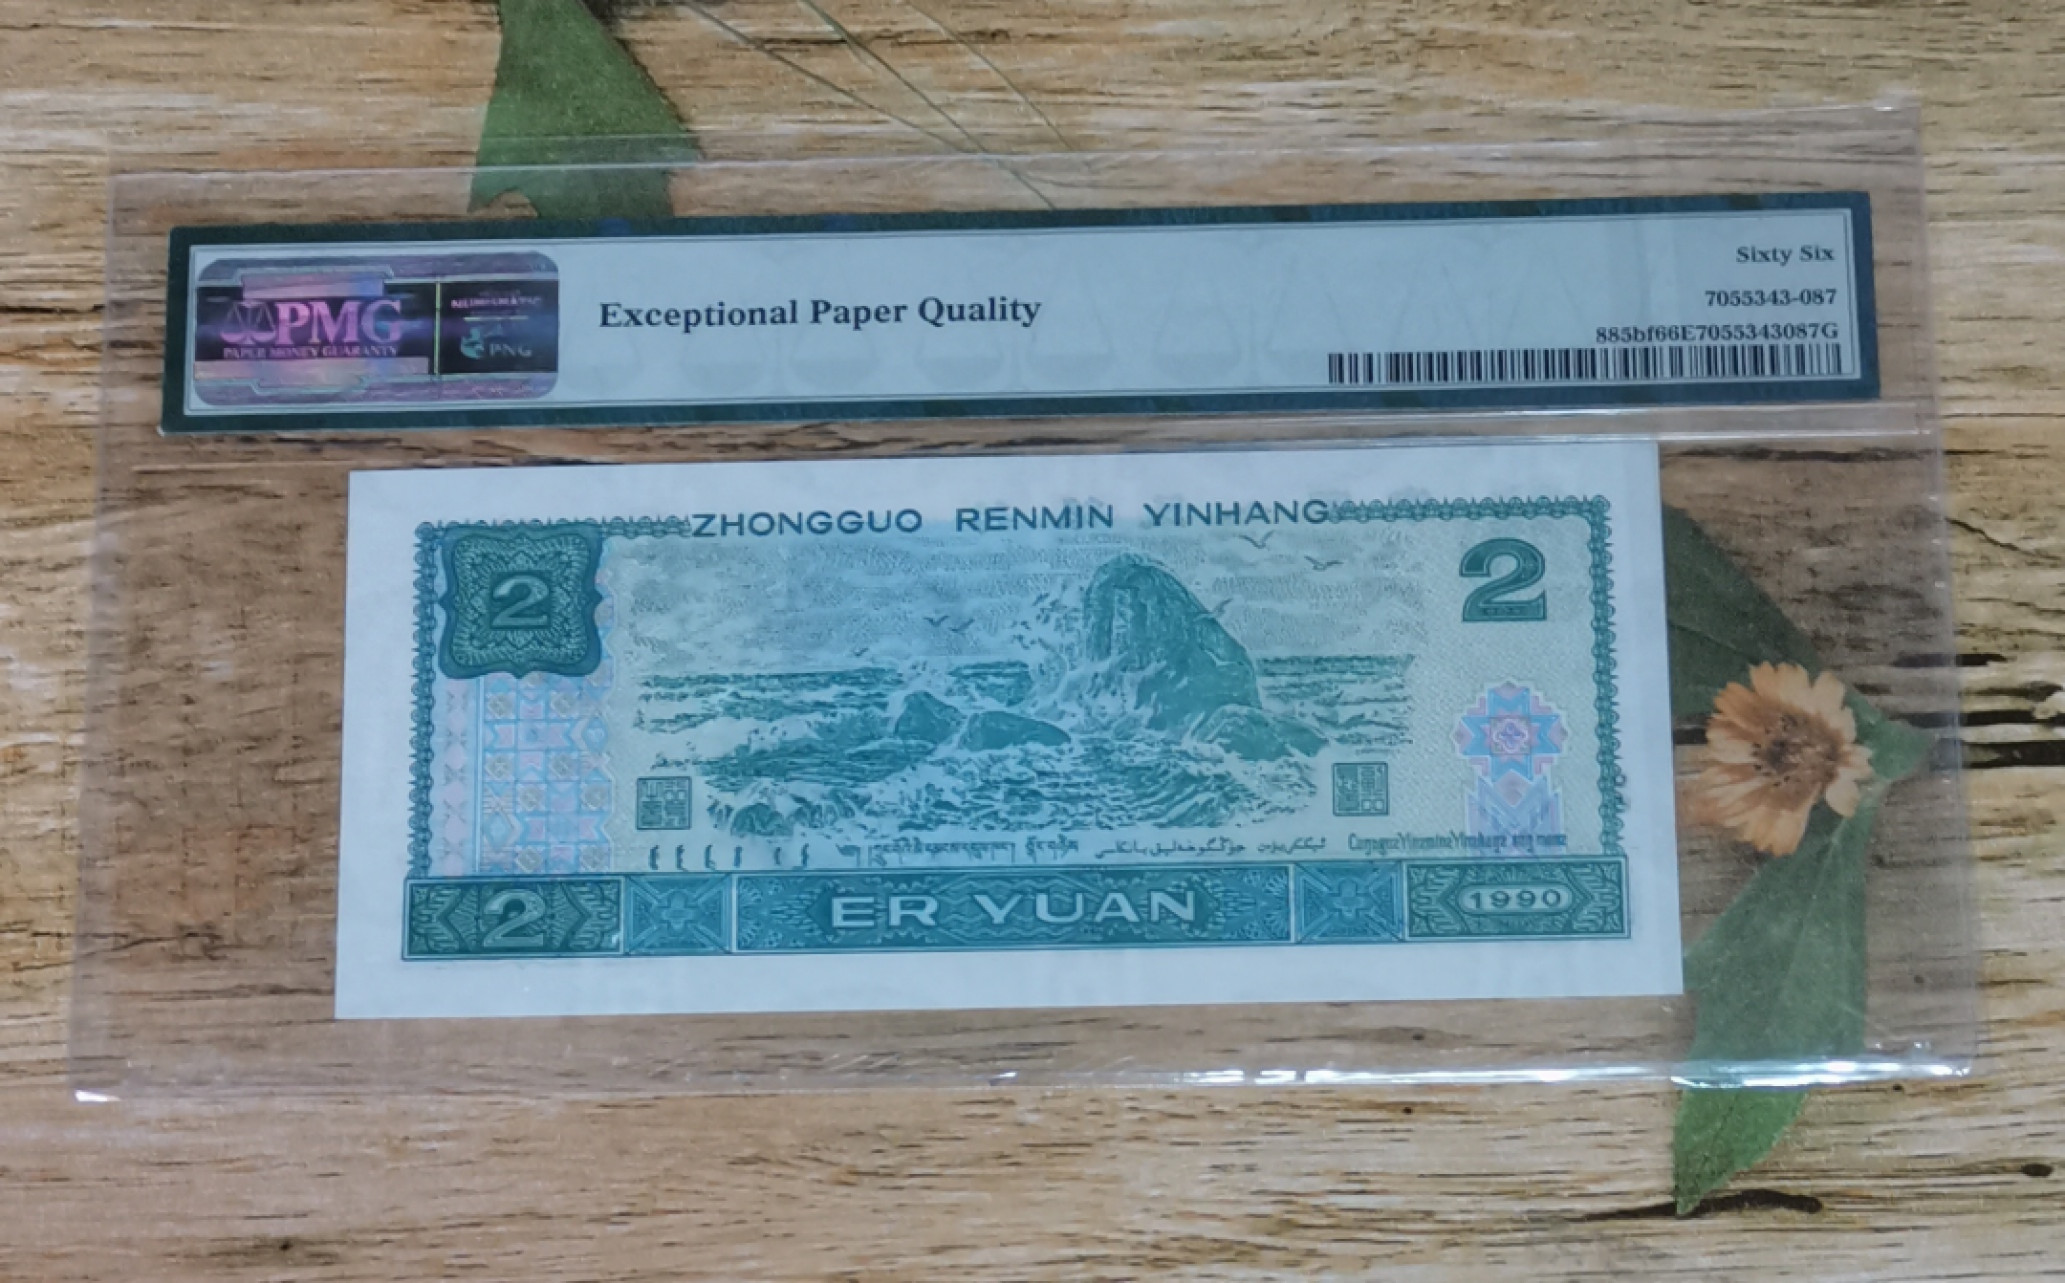 Sixty Six
7055343-087
885bf66E7055343087G
PMG
PAPER MONEY GUARANTY
PNG
Exceptional Paper Quality
ZHONGGUO RENMIN YINHANG
2
2
2
ER YUAN
1990